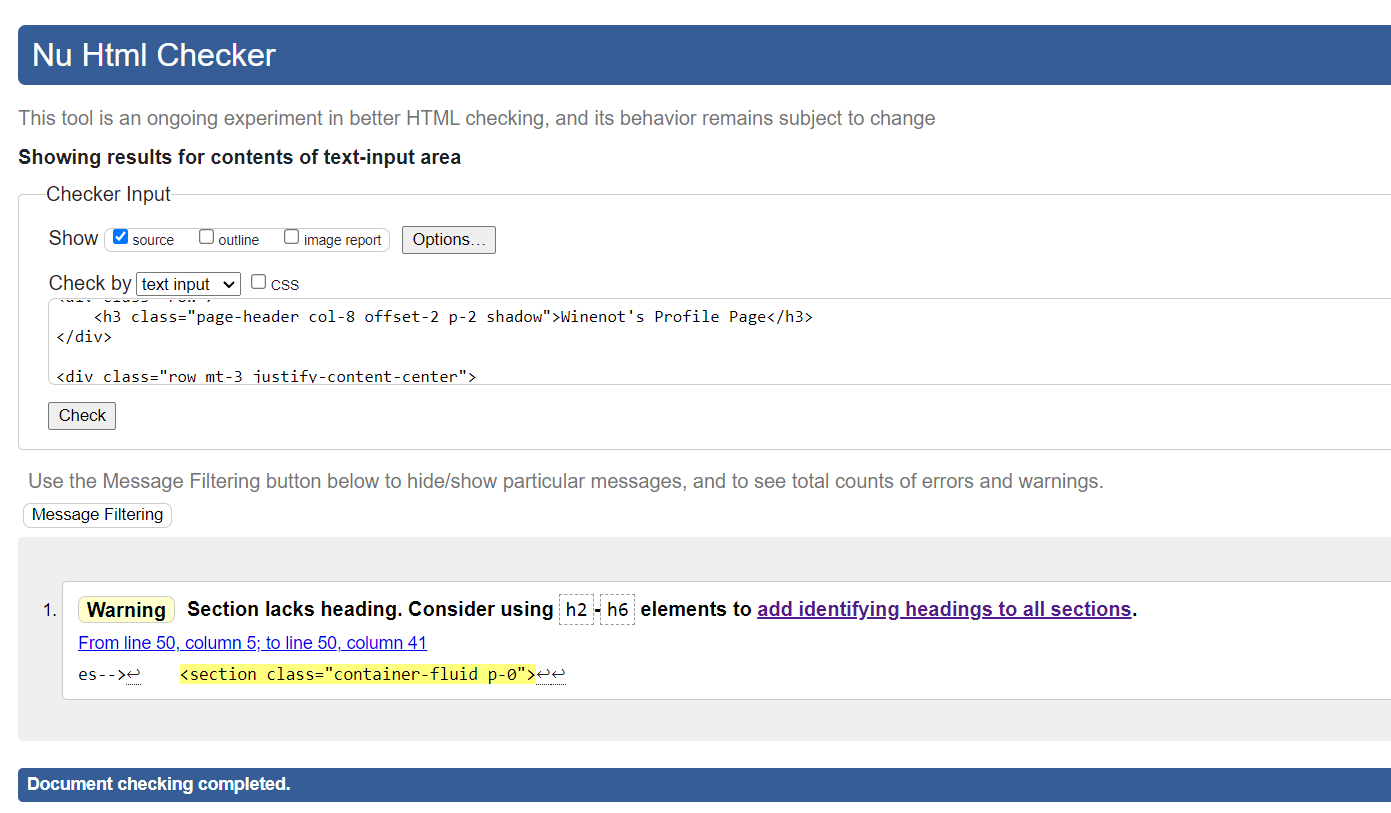 Nu Html Checker
This tool is an ongoing experiment in better HTML checking, and its behavior remains subject to change
Showing results for contents of text-input area
Checker Input
Show source outline image report Options...
Check by text input CSS
<h3 class="page-header col-8 offset-2 p-2 shadow">Winenot's Profile Page</h3>
</div>
<div class="row mt-3 justify-content-center">
Check
Use the Message Filtering button below to hide/show particular messages, and to see total counts of errors and warnings.
Message Filtering
1. Warning Section lacks heading. Consider using h2-h6 elements to add identifying headings to all sections.
From line 50, column 5; to line 50, column 41
es-->↩ <section class="container-fluid p-0">↩↩
Document checking completed.